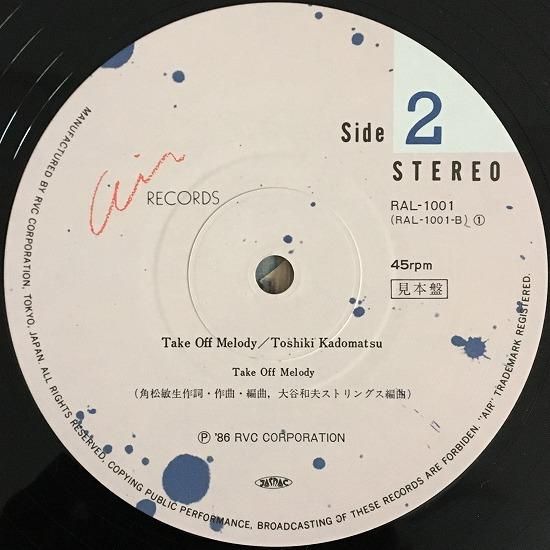 Side 2
STEREO
air RECORDS
RAL-1001
(RAL-1001-B) ①
45rpm
見本盤
Take Off Melody／Toshiki Kadomatsu
Take Off Melody
(角松敏生作詞・作曲・編曲, 大谷和夫ストリングス編曲)
Ⓟ '86 RVC CORPORATION
JASRAC
MANUFACTURED BY RVC CORPORATION, TOKYO, JAPAN. ALL RIGHTS RESERVED. COPYING PUBLIC PERFORMANCE, BROADCASTING OF THESE RECORDS ARE FORBIDEN. "AIR" TRADEMARK REGISTERED.